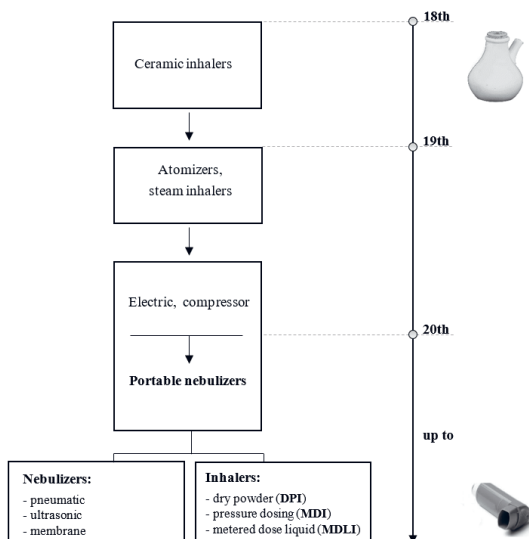 18th
Ceramic inhalers
19th
Atomizers,
steam inhalers
Electric, compressor
20th
Portable nebulizers
up to
Nebulizers:
- pneumatic
- ultrasonic
- membrane
Inhalers:
- dry powder (DPI)
- pressure dosing (MDI)
- metered dose liquid (MDLI)